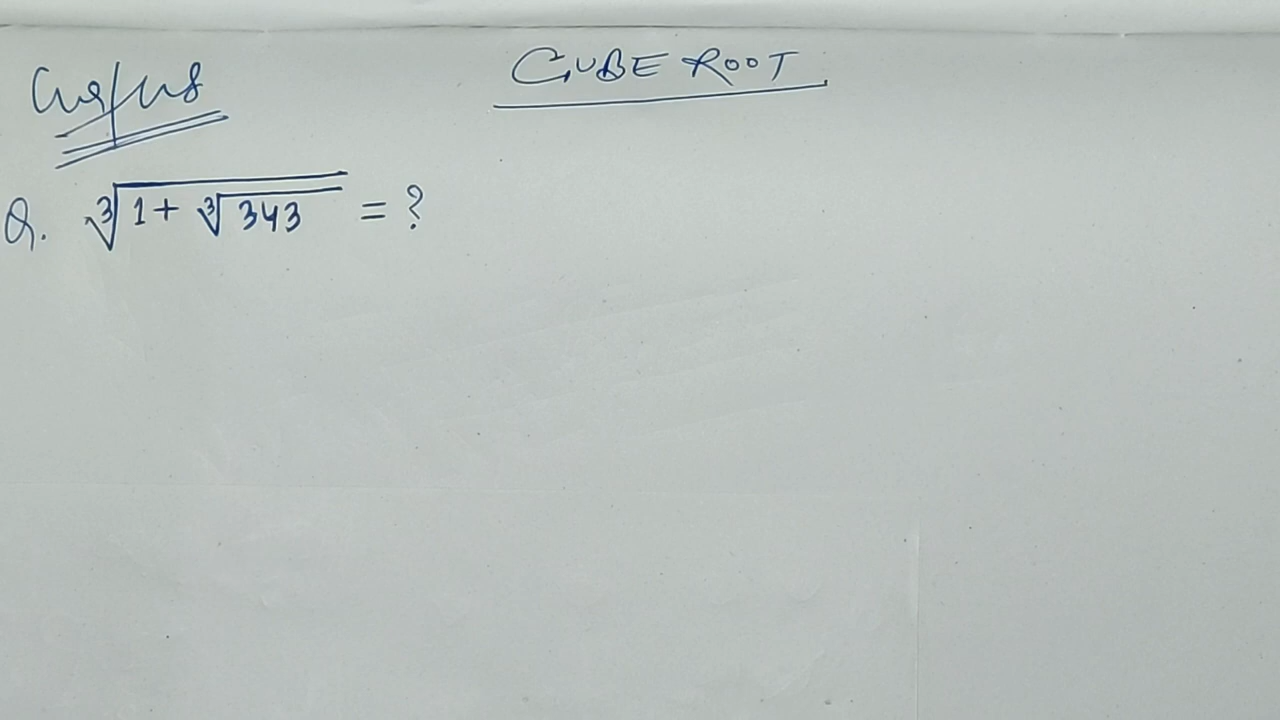 CUBE ROOT
Q. ∛(1 + ∛343) = ?